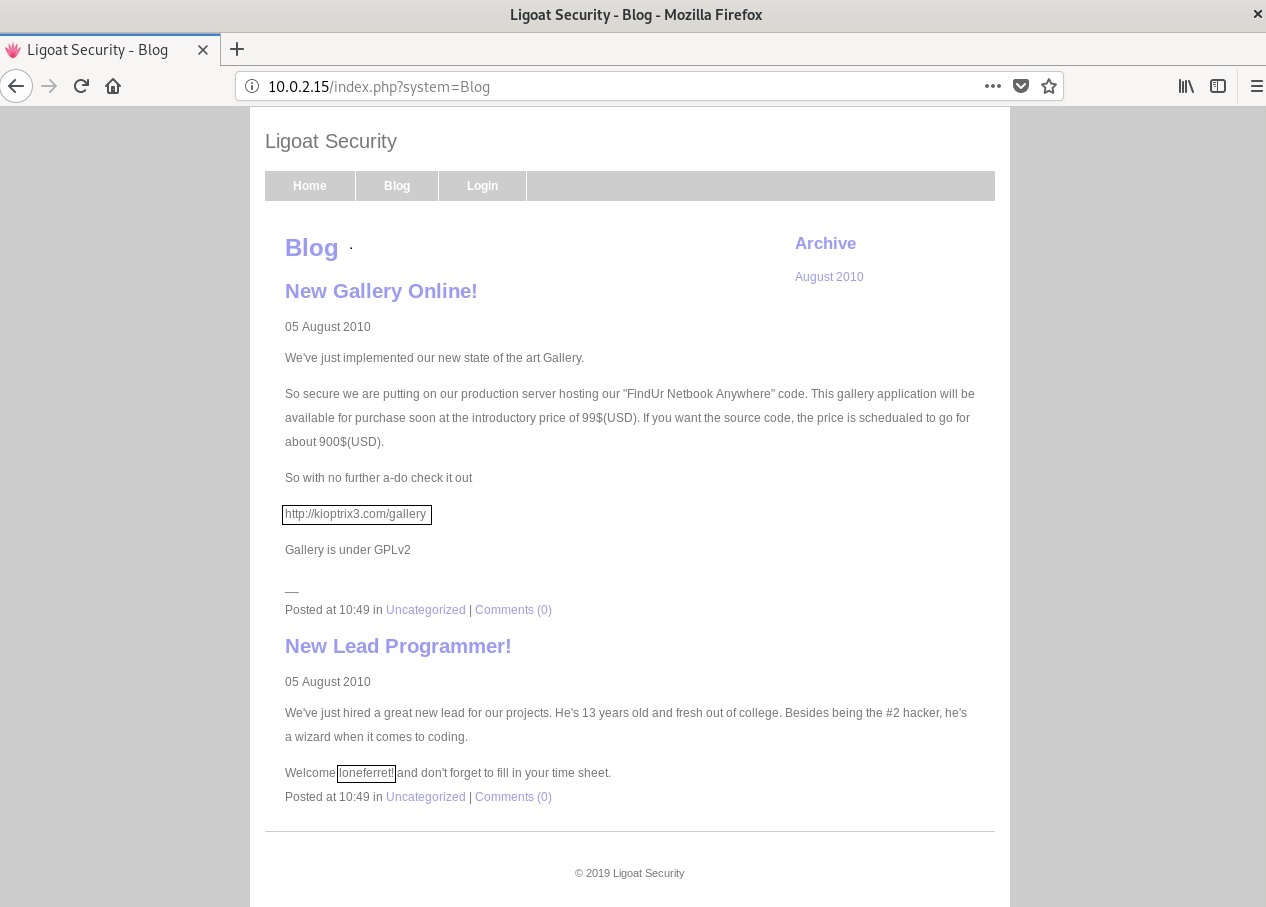 Ligoat Security - Blog - Mozilla Firefox
Ligoat Security - Blog
10.0.2.15/index.php?system=Blog
Ligoat Security
Home Blog Login
Blog .
Archive
August 2010
New Gallery Online!
05 August 2010
We've just implemented our new state of the art Gallery.
So secure we are putting on our production server hosting our "FindUr Netbook Anywhere" code. This gallery application will be
available for purchase soon at the introductory price of 99$(USD). If you want the source code, the price is schedualed to go for
about 900$(USD).
So with no further a-do check it out
http://kioptrix3.com/gallery
Gallery is under GPLv2
__
Posted at 10:49 in Uncategorized | Comments (0)
New Lead Programmer!
05 August 2010
We've just hired a great new lead for our projects. He's 13 years old and fresh out of college. Besides being the #2 hacker, he's
a wizard when it comes to coding.
Welcome loneferret! and don't forget to fill in your time sheet.
Posted at 10:49 in Uncategorized | Comments (0)
© 2019 Ligoat Security